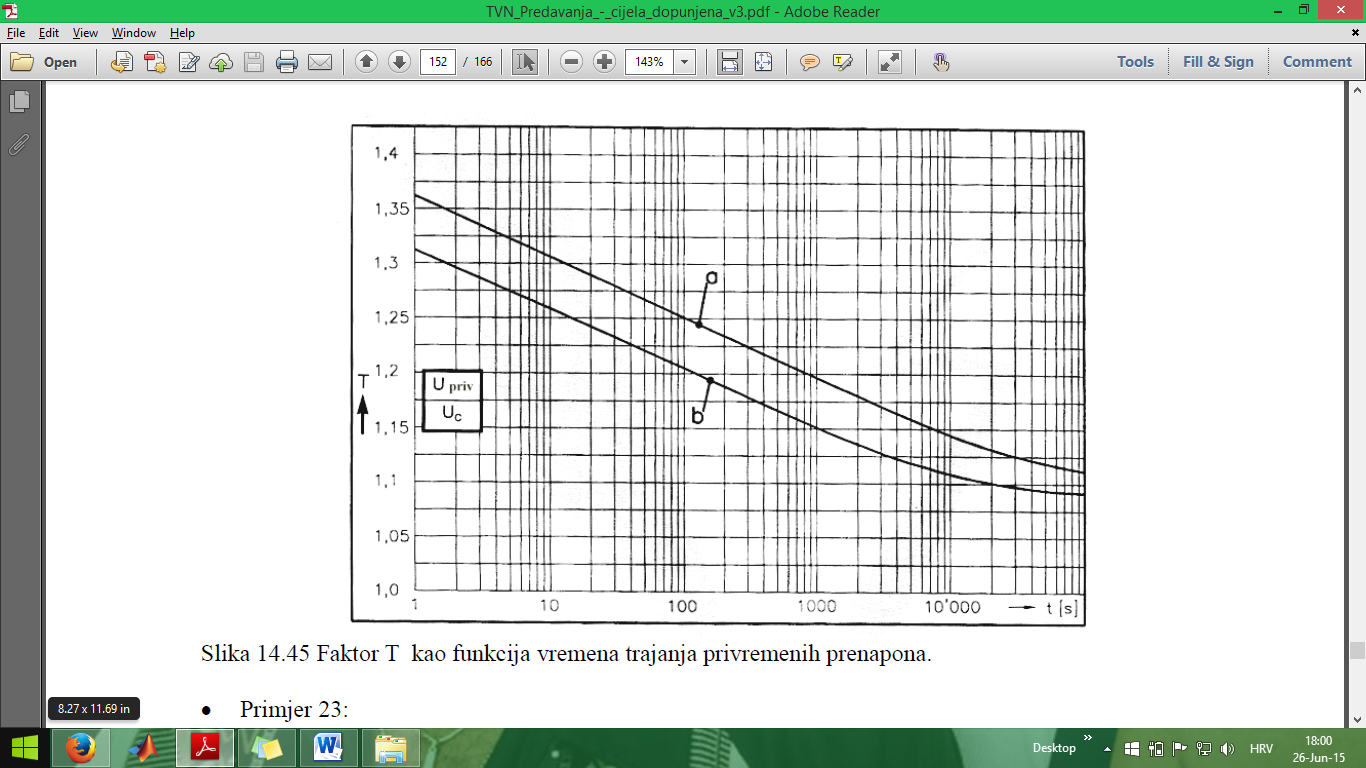 TVN_Predavanja_-_cijela_dopunjena_v3.pdf - Adobe Reader
File Edit View Window Help
Open 152 / 166 143% Tools Fill & Sign Comment
1,4
1,35
1,3
a
1,25
T 1,2
U priv
Uc
b
1,15
1,1
1,05
1,0
1 10 100 1000 10'000 t [s]
Slika 14.45 Faktor T kao funkcija vremena trajanja privremenih prenapona.
8.27 x 11.69 in
• Primjer 23:
Desktop » HRV 18:00
26-Jun-15